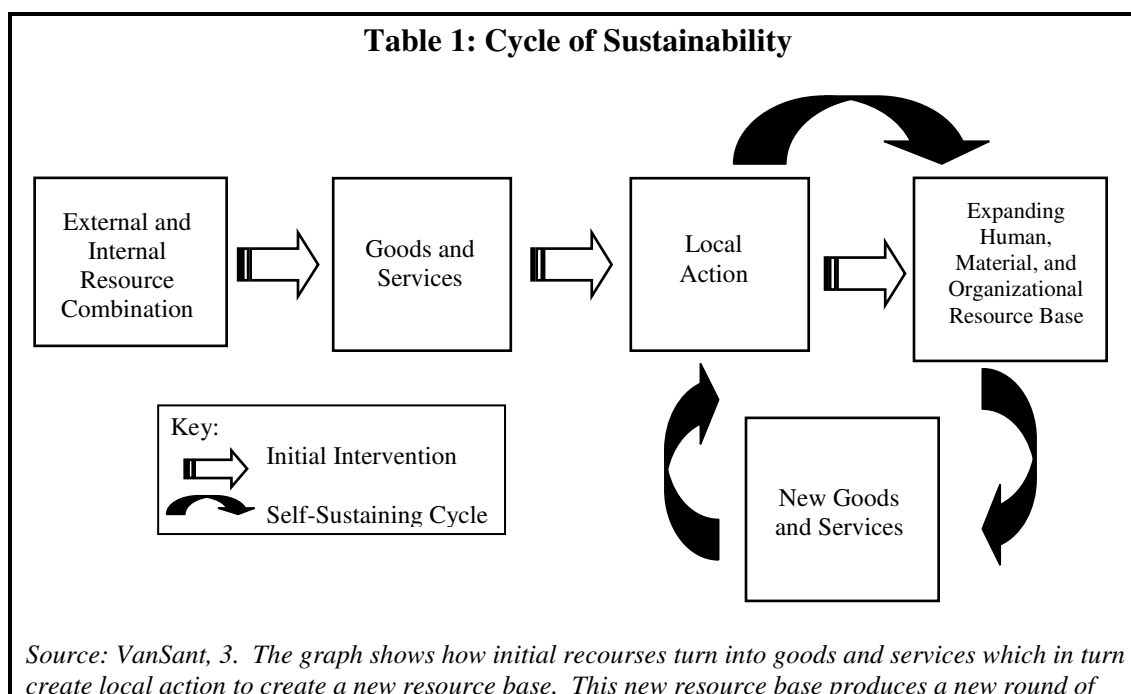 Table 1: Cycle of Sustainability
External and
Internal
Resource
Combination
Goods and
Services
Local
Action
Expanding
Human,
Material, and
Organizational
Resource Base
Key:
Initial Intervention
Self-Sustaining Cycle
New Goods
and Services
Source: VanSant, 3.  The graph shows how initial recourses turn into goods and services which in turn
create local action to create a new resource base.  This new resource base produces a new round of